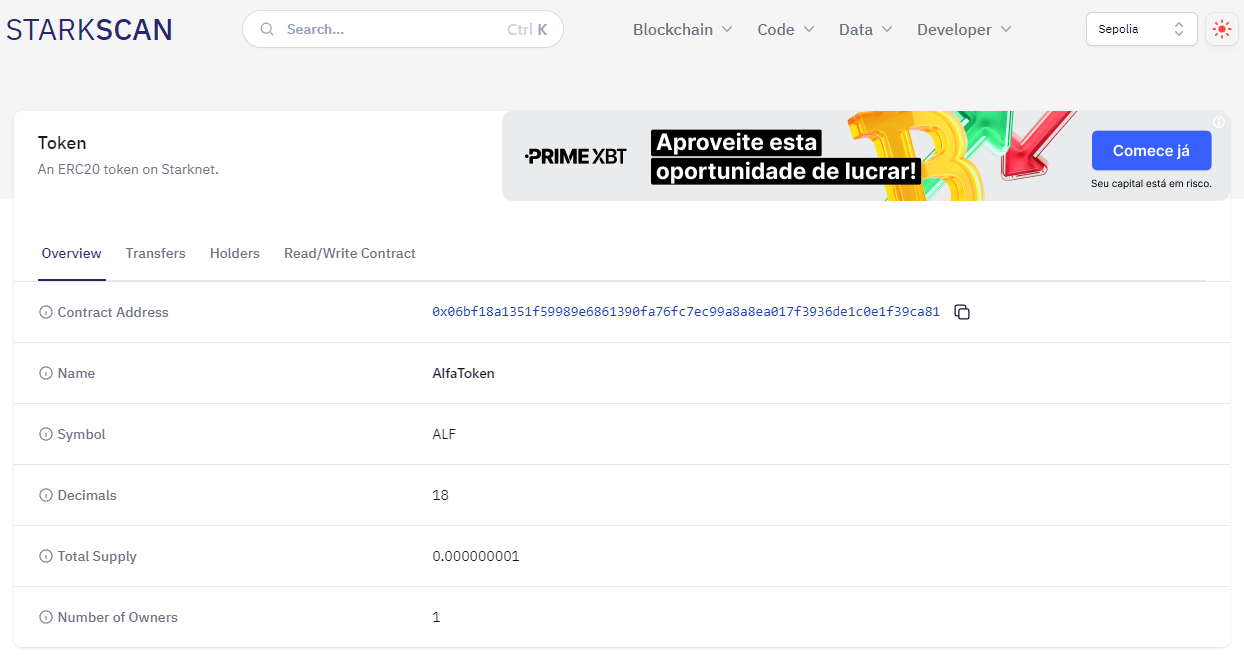 STARKSCAN
Search... Ctrl K
Blockchain Code Data Developer
Sepolia
Token
An ERC20 token on Starknet.
PRIME XBT
Aproveite esta
oportunidade de lucrar!
Comece já
Seu capital está em risco.
Overview Transfers Holders Read/Write Contract
Contract Address 0x06bf18a1351f59989e6861390fa76fc7ec99a8a8ea017f3936de1c0e1f39ca81
Name AlfaToken
Symbol ALF
Decimals 18
Total Supply 0.000000001
Number of Owners 1